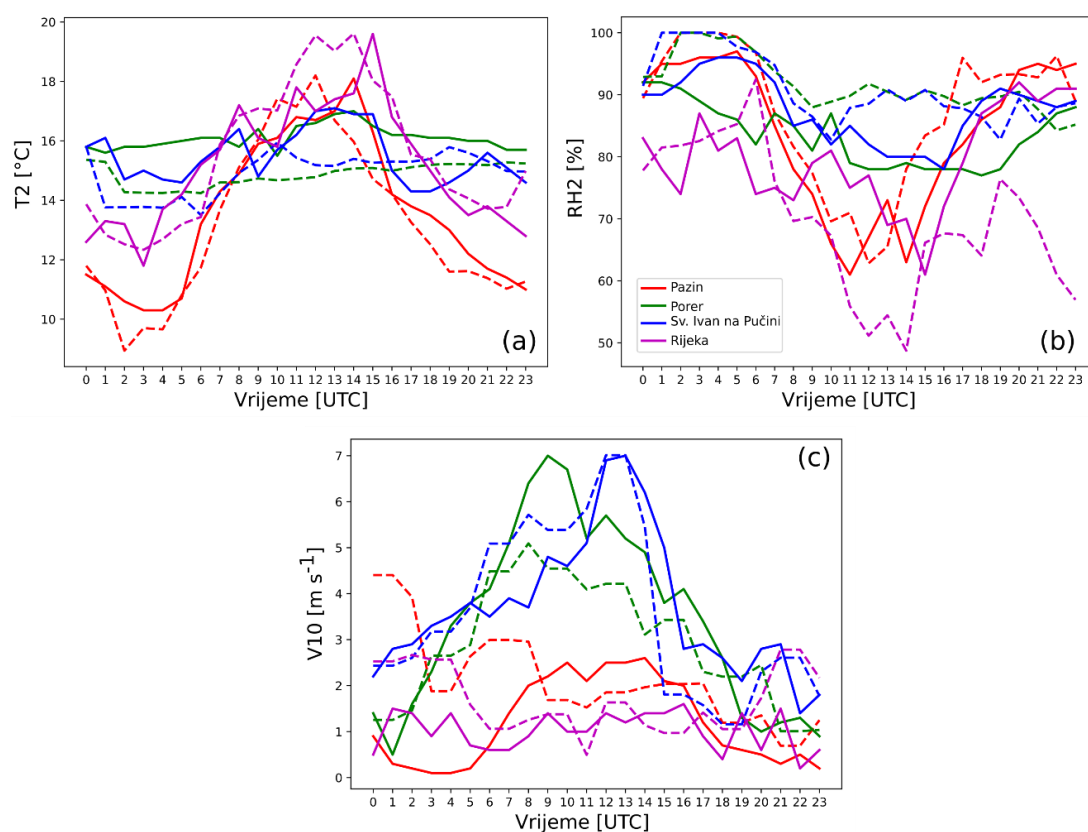 20
18
16
14
12
10
T2 [°C]
(a)
0 1 2 3 4 5 6 7 8 9 10 11 12 13 14 15 16 17 18 19 20 21 22 23
Vrijeme [UTC]
100
90
80
70
60
50
RH2 [%]
Pazin
Porer
Sv. Ivan na Pučini
Rijeka
(b)
0 1 2 3 4 5 6 7 8 9 10 11 12 13 14 15 16 17 18 19 20 21 22 23
Vrijeme [UTC]
7
6
5
4
3
2
1
0
V10 [m s⁻¹]
(c)
0 1 2 3 4 5 6 7 8 9 10 11 12 13 14 15 16 17 18 19 20 21 22 23
Vrijeme [UTC]